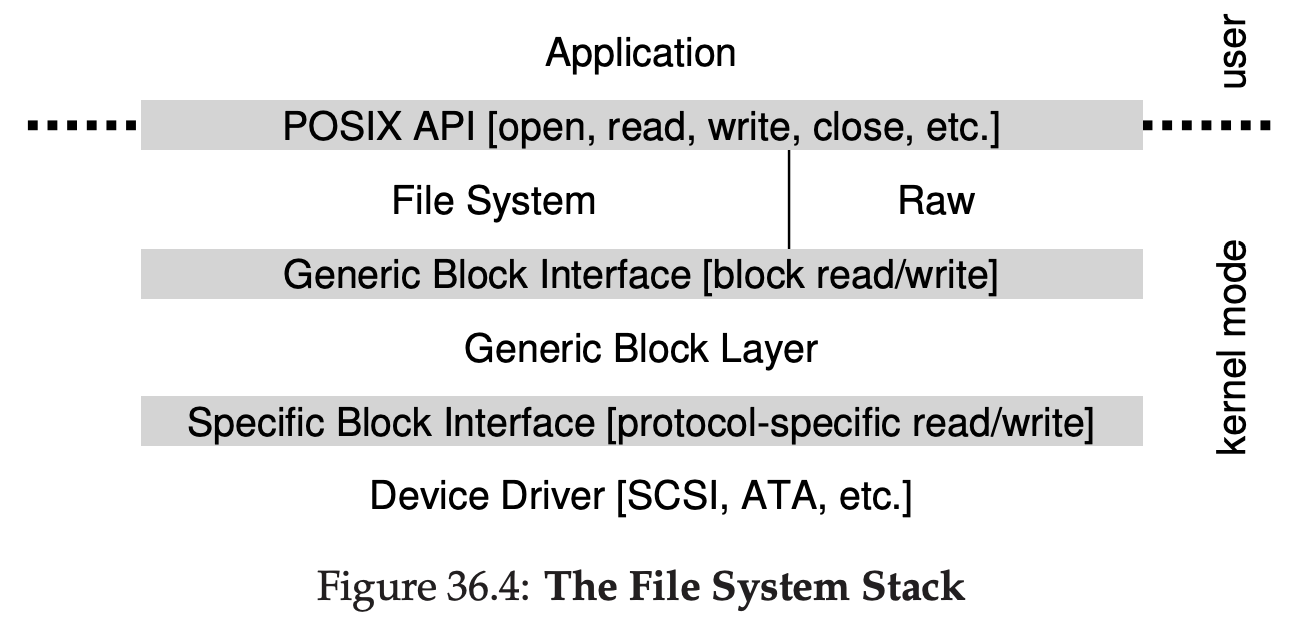 Application
user
POSIX API [open, read, write, close, etc.]
File System
Raw
Generic Block Interface [block read/write]
kernel mode
Generic Block Layer
Specific Block Interface [protocol-specific read/write]
Device Driver [SCSI, ATA, etc.]
Figure 36.4: The File System Stack